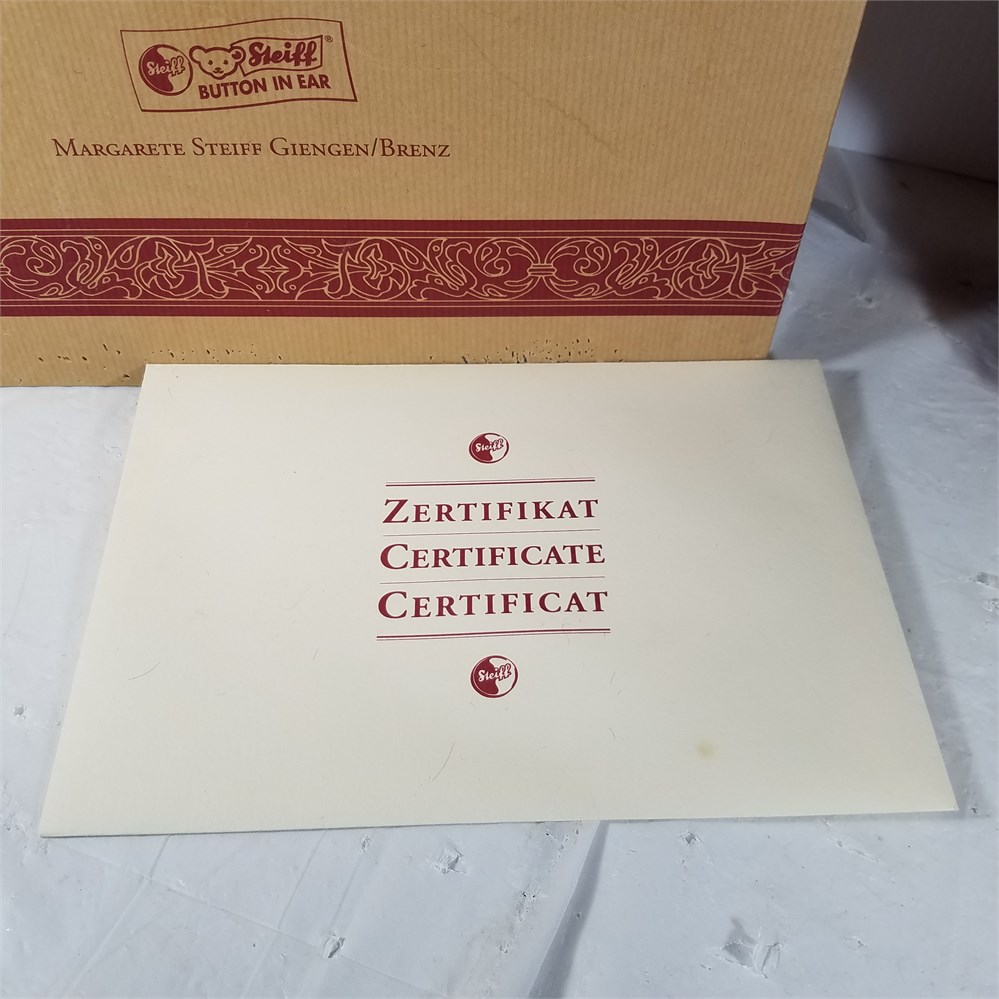 Steiff
Steiff®
BUTTON IN EAR
MARGARETE STEIFF GIENGEN/BRENZ
Steiff
ZERTIFIKAT
CERTIFICATE
CERTIFICAT
Steiff